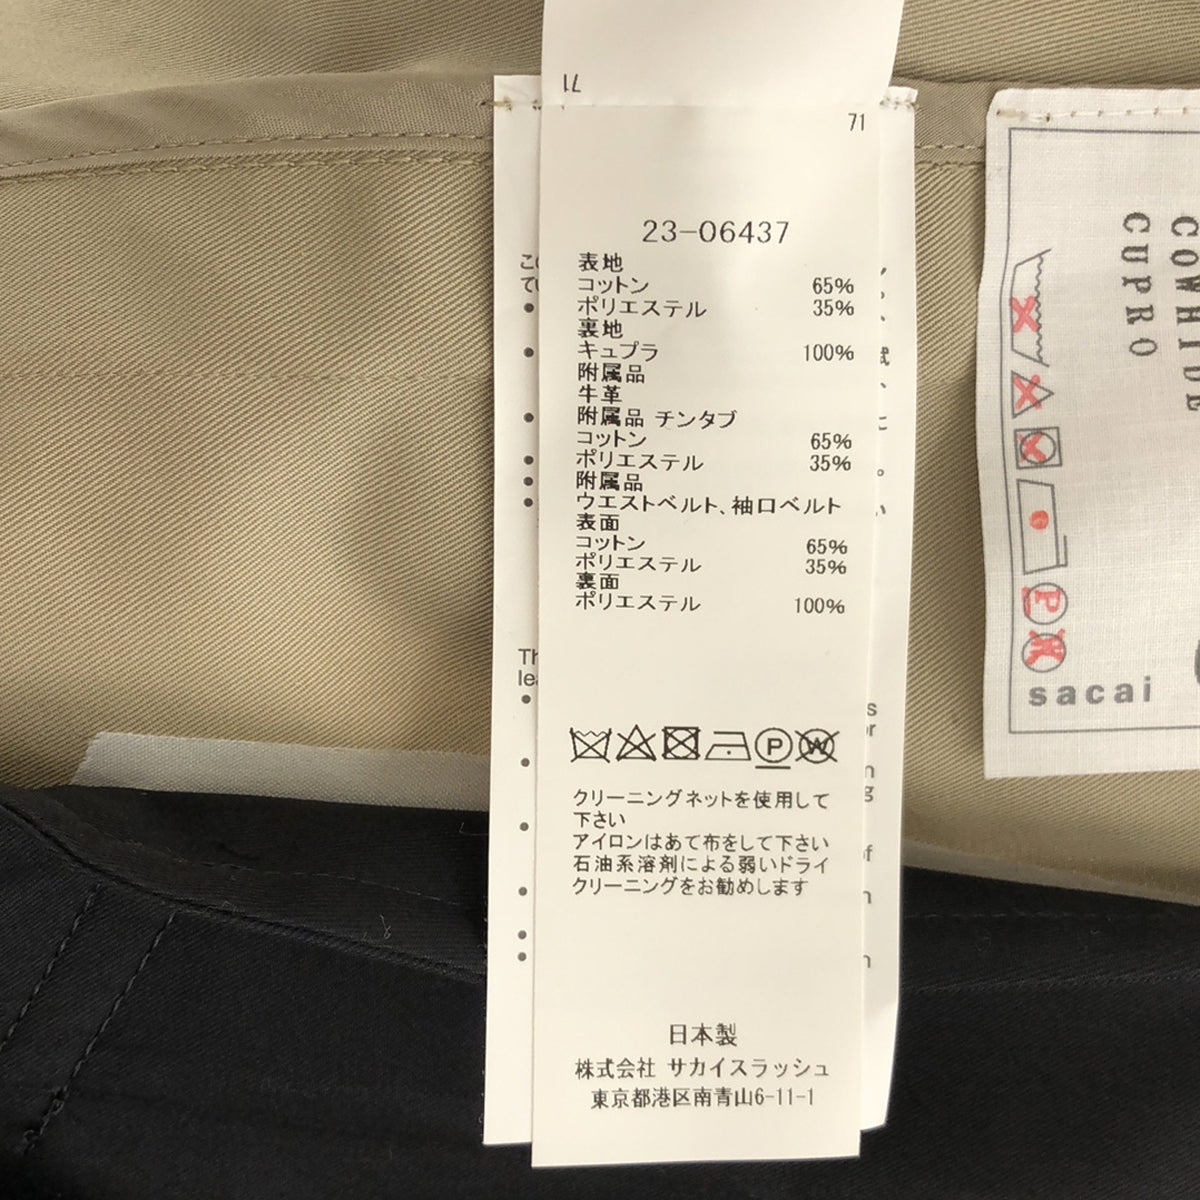 71
71
23-06437
表地
コットン 65%
ポリエステル 35%
裏地
キュプラ 100%
附属品
牛革
附属品 チンタブ
コットン 65%
ポリエステル 35%
附属品
ウエストベルト、袖口ベルト
表面
コットン 65%
ポリエステル 35%
裏面
ポリエステル 100%
P W
クリーニングネットを使用して
下さい
アイロンはあて布をして下さい
石油系溶剤による弱いドライ
クリーニングをお勧めします
日本製
株式会社 サカイスラッシュ
東京都港区南青山6-11-1
COWHIDE
CUPRO
sacai